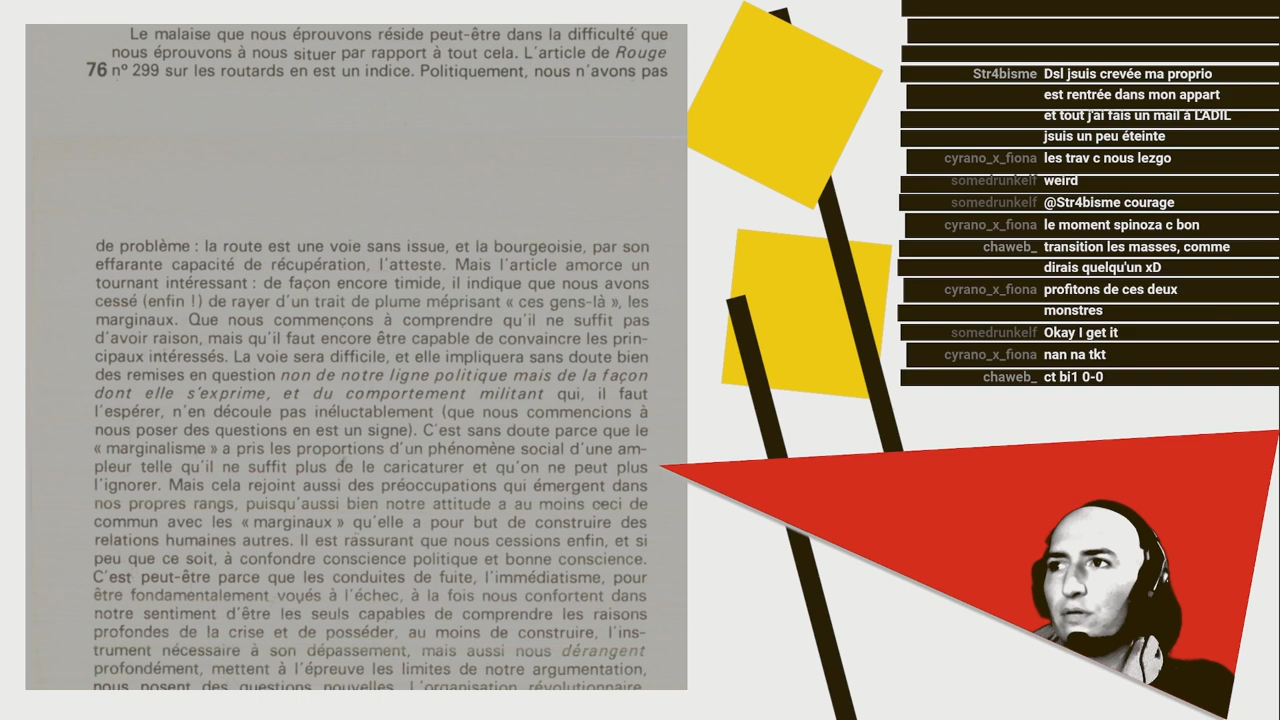 Le malaise que nous éprouvons réside peut-être dans la difficulté que
nous éprouvons à nous situer par rapport à tout cela. L'article de Rouge
76 n° 299 sur les routards en est un indice. Politiquement, nous n'avons pas
de problème : la route est une voie sans issue, et la bourgeoisie, par son
effarante capacité de récupération, l'atteste. Mais l'article amorce un
tournant intéressant : de façon encore timide, il indique que nous avons
cessé (enfin !) de rayer d'un trait de plume méprisant « ces gens-là », les
marginaux. Que nous commençons à comprendre qu'il ne suffit pas
d'avoir raison, mais qu'il faut encore être capable de convaincre les prin-
cipaux intéressés. La voie sera difficile, et elle impliquera sans doute bien
des remises en question non de notre ligne politique mais de la façon
dont elle s'exprime, et du comportement militant qui, il faut
l'espérer, n'en découle pas inéluctablement (que nous commencions à
nous poser des questions en est un signe). C'est sans doute parce que le
« marginalisme » a pris les proportions d'un phénomène social d'une am-
pleur telle qu'il ne suffit plus de le caricaturer et qu'on ne peut plus
l'ignorer. Mais cela rejoint aussi des préoccupations qui émergent dans
nos propres rangs, puisqu'aussi bien notre attitude a au moins ceci de
commun avec les « marginaux » qu'elle a pour but de construire des
relations humaines autres. Il est rassurant que nous cessions enfin, et si
peu que ce soit, à confondre conscience politique et bonne conscience.
C'est peut-être parce que les conduites de fuite, l'immédiatisme, pour
être fondamentalement voués à l'échec, à la fois nous confortent dans
notre sentiment d'être les seuls capables de comprendre les raisons
profondes de la crise et de posséder, au moins de construire, l'ins-
trument nécessaire à son dépassement, mais aussi nous dérangent
profondément, mettent à l'épreuve les limites de notre argumentation,
nous posent des questions nouvelles. L'organisation révolutionnaire
Str4bisme Dsl jsuis crevée ma proprio
est rentrée dans mon appart
et tout j'ai fais un mail à L'ADIL
jsuis un peu éteinte
cyrano_x_fiona les trav c nous lezgo
somedrunkelf weird
somedrunkelf @Str4bisme courage
cyrano_x_fiona le moment spinoza c bon
chaweb_ transition les masses, comme
dirais quelqu'un xD
cyrano_x_fiona profitons de ces deux
monstres
somedrunkelf Okay I get it
cyrano_x_fiona nan na tkt
chaweb_ ct bi1 0-0